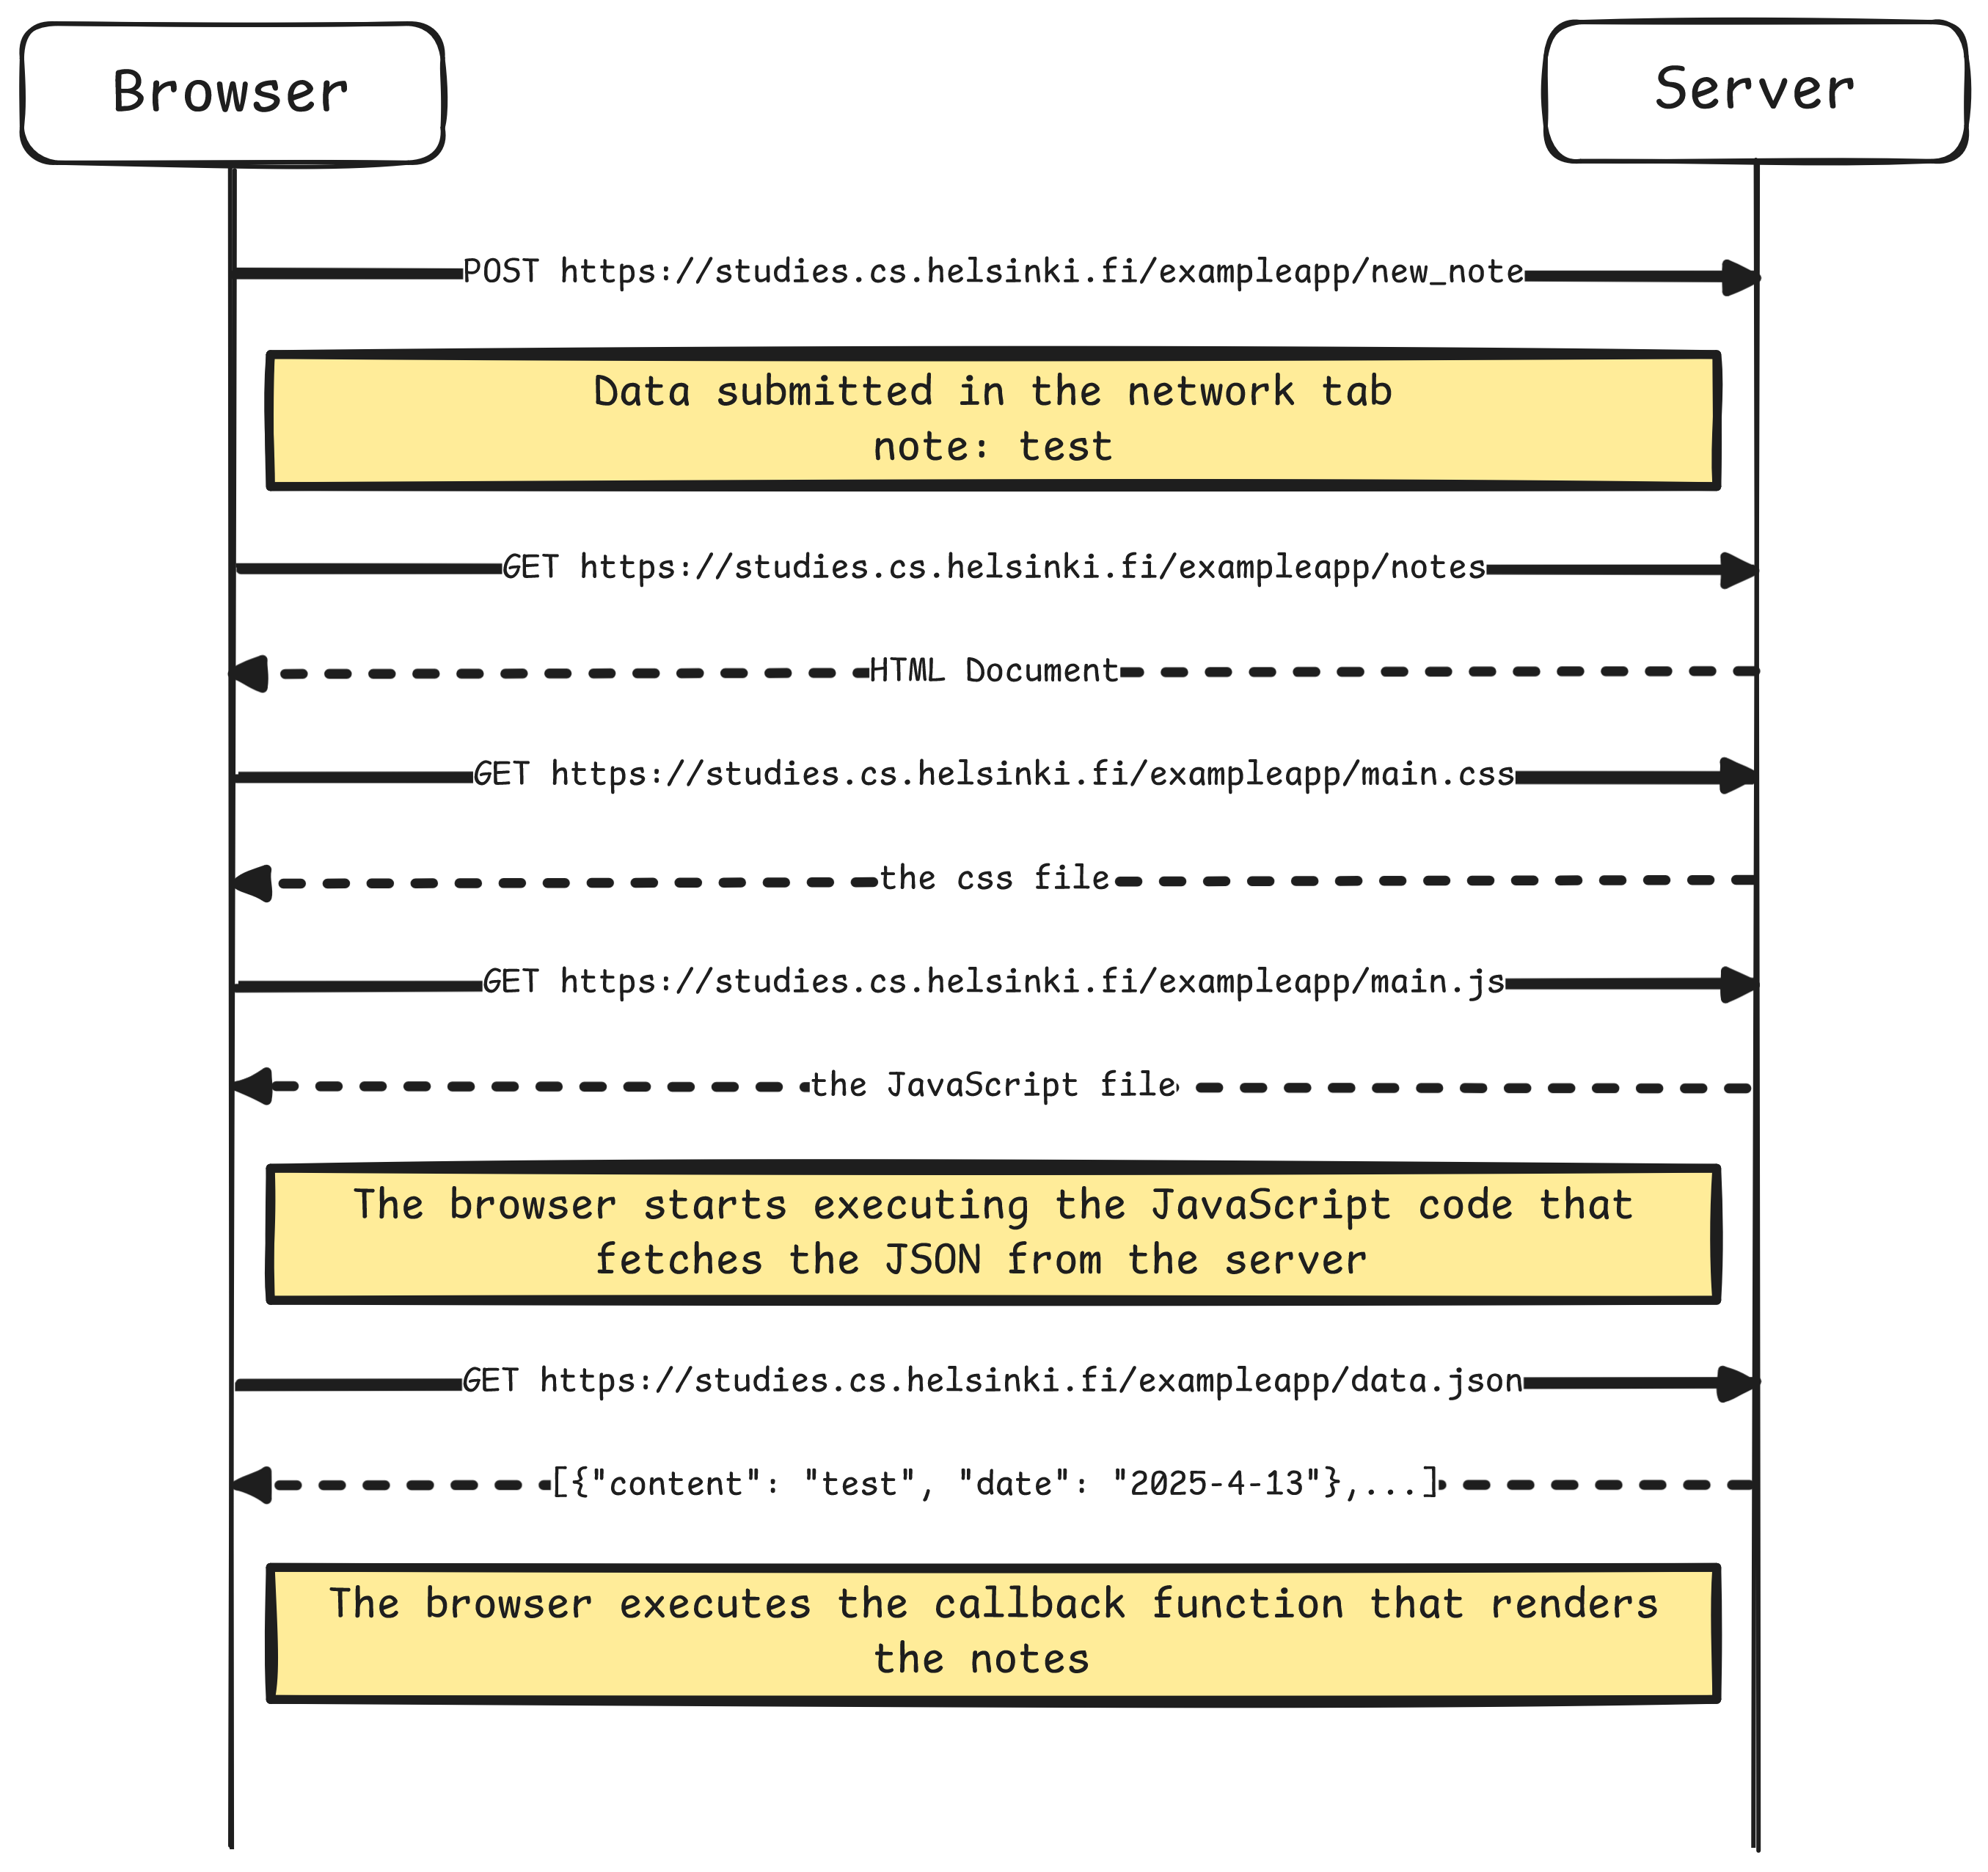 Browser
Server
POST https://studies.cs.helsinki.fi/exampleapp/new_note
Data submitted in the network tab
note: test
GET https://studies.cs.helsinki.fi/exampleapp/notes
HTML Document
GET https://studies.cs.helsinki.fi/exampleapp/main.css
the css file
GET https://studies.cs.helsinki.fi/exampleapp/main.js
the JavaScript file
The browser starts executing the JavaScript code that
fetches the JSON from the server
GET https://studies.cs.helsinki.fi/exampleapp/data.json
[{"content": "test", "date": "2025-4-13"},...]
The browser executes the callback function that renders
the notes